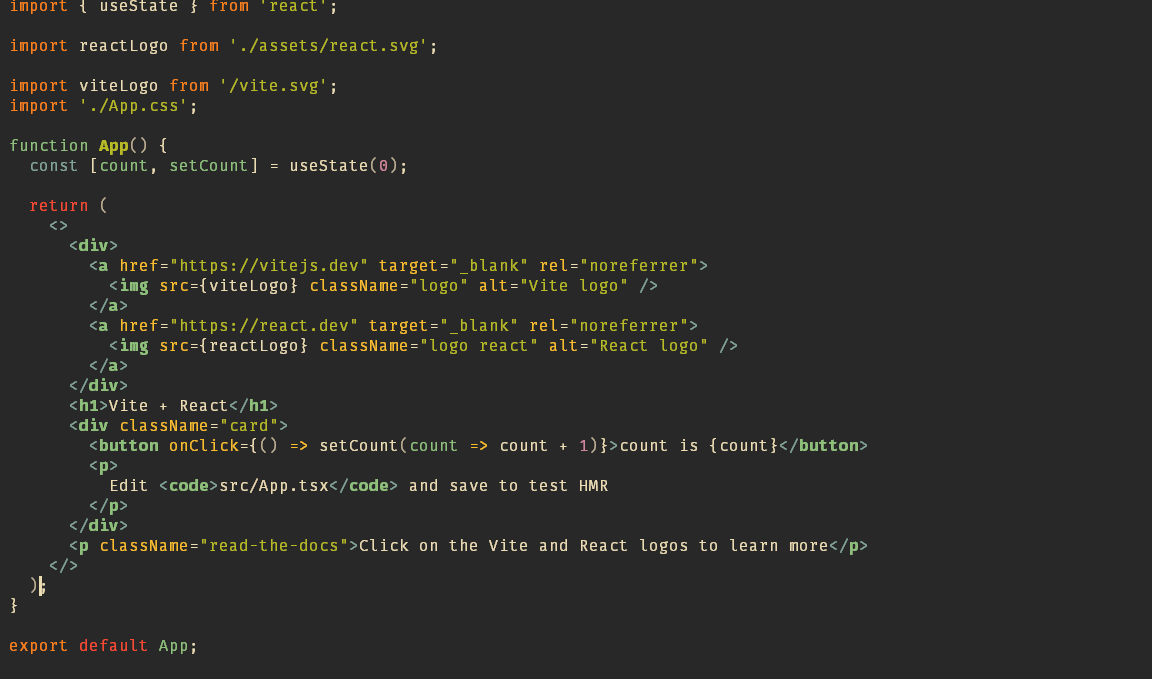 import { useState } from 'react';
import reactLogo from './assets/react.svg';
import viteLogo from '/vite.svg';
import './App.css';
function App() {
  const [count, setCount] = useState(0);
  return (
    <>
      <div>
        <a href="https://vitejs.dev" target="_blank" rel="noreferrer">
          <img src={viteLogo} className="logo" alt="Vite logo" />
        </a>
        <a href="https://react.dev" target="_blank" rel="noreferrer">
          <img src={reactLogo} className="logo react" alt="React logo" />
        </a>
      </div>
      <h1>Vite + React</h1>
      <div className="card">
        <button onClick={() => setCount(count => count + 1)}>count is {count}</button>
        <p>
          Edit <code>src/App.tsx</code> and save to test HMR
        </p>
      </div>
      <p className="read-the-docs">Click on the Vite and React logos to learn more</p>
    </>
  );
}
export default App;